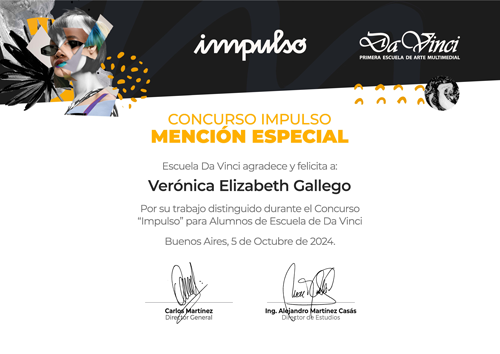 impulso
Da Vinci
PRIMERA ESCUELA DE ARTE MULTIMEDIAL
CONCURSO IMPULSO
MENCIÓN ESPECIAL
Escuela Da Vinci agradece y felicita a:
Verónica Elizabeth Gallego
Por su trabajo distinguido durante el Concurso
“Impulso” para Alumnos de Escuela de Da Vinci
Buenos Aires, 5 de Octubre de 2024.
Carlos Martínez
Director General
Ing. Alejandro Martínez Casás
Director de Estudios